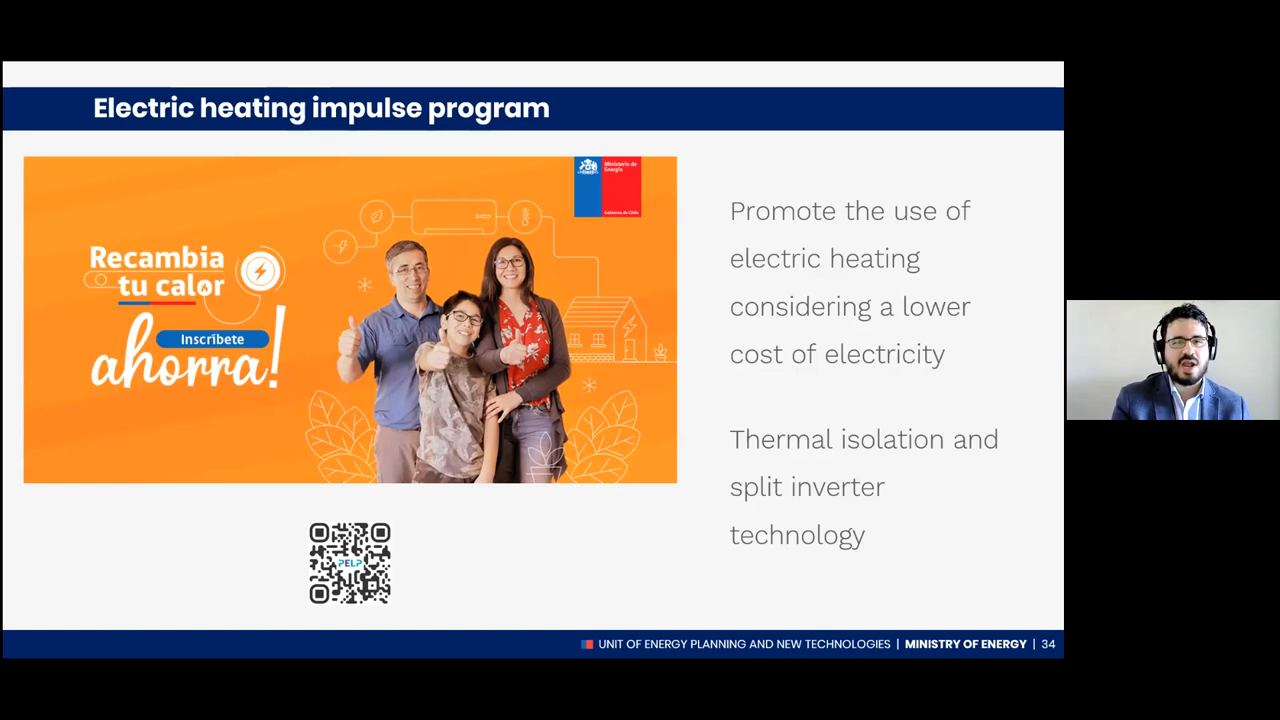 Electric heating impulse program
Ministerio de
Energía
Gobierno de Chile
Recambia
tu calor
Inscríbete
ahorra!
Promote the use of
electric heating
considering a lower
cost of electricity
Thermal isolation and
split inverter
technology
PELP
UNIT OF ENERGY PLANNING AND NEW TECHNOLOGIES | MINISTRY OF ENERGY | 34